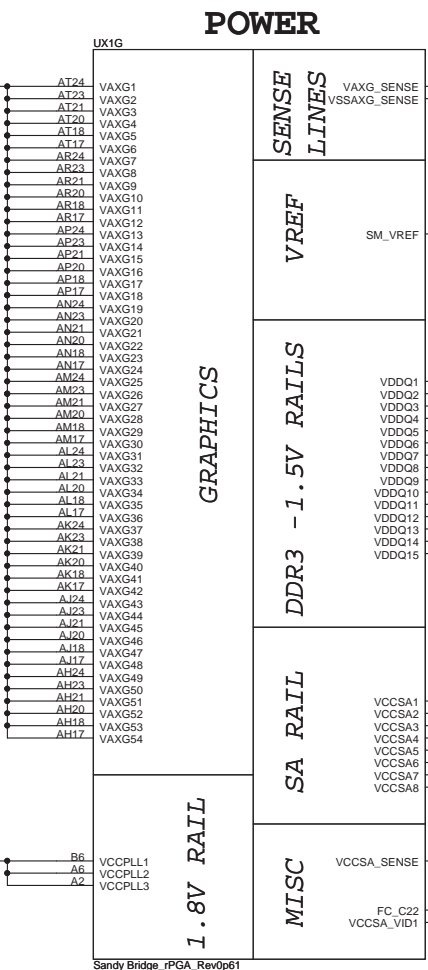 POWER
UX1G
AT24 VAXG1
AT23 VAXG2
AT21 VAXG3
AT20 VAXG4
AT18 VAXG5
AT17 VAXG6
AR24 VAXG7
AR23 VAXG8
AR21 VAXG9
AR20 VAXG10
AR18 VAXG11
AR17 VAXG12
AP24 VAXG13
AP23 VAXG14
AP21 VAXG15
AP20 VAXG16
AP18 VAXG17
AP17 VAXG18
AN24 VAXG19
AN23 VAXG20
AN21 VAXG21
AN20 VAXG22
AN18 VAXG23
AN17 VAXG24
AM24 VAXG25
AM23 VAXG26
AM21 VAXG27
AM20 VAXG28
AM18 VAXG29
AM17 VAXG30
AL24 VAXG31
AL23 VAXG32
AL21 VAXG33
AL20 VAXG34
AL18 VAXG35
AL17 VAXG36
AK24 VAXG37
AK23 VAXG38
AK21 VAXG39
AK20 VAXG40
AK18 VAXG41
AK17 VAXG42
AJ24 VAXG43
AJ23 VAXG44
AJ21 VAXG45
AJ20 VAXG46
AJ18 VAXG47
AJ17 VAXG48
AH24 VAXG49
AH23 VAXG50
AH21 VAXG51
AH20 VAXG52
AH18 VAXG53
AH17 VAXG54
GRAPHICS
B6 VCCPLL1
A6 VCCPLL2
A2 VCCPLL3
1.8V RAIL
SENSE
LINES
VAXG_SENSE
VSSAXG_SENSE
VREF
SM_VREF
DDR3 -1.5V RAILS
VDDQ1
VDDQ2
VDDQ3
VDDQ4
VDDQ5
VDDQ6
VDDQ7
VDDQ8
VDDQ9
VDDQ10
VDDQ11
VDDQ12
VDDQ13
VDDQ14
VDDQ15
SA RAIL
VCCSA1
VCCSA2
VCCSA3
VCCSA4
VCCSA5
VCCSA6
VCCSA7
VCCSA8
MISC
VCCSA_SENSE
FC_C22
VCCSA_VID1
Sandy Bridge_rPGA_Rev0p61